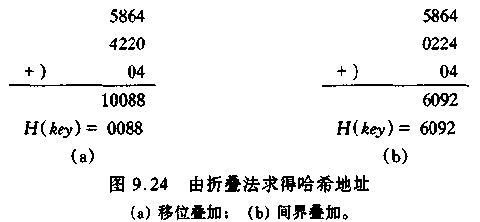 5864 5864
4220 0224
+) 04 +) 04
10088 6092
H(key)= 0088 H(key)= 6092
(a) (b)
图 9.24 由折叠法求得哈希地址
(a) 移位叠加; (b) 间界叠加。